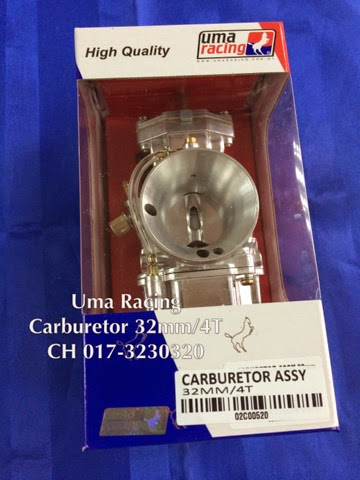 High Quality
uma
racing
Uma Racing
Carburetor 32mm/4T
CH 017-3230320
CARBURETOR ASSY
32MM/4T
02C00520